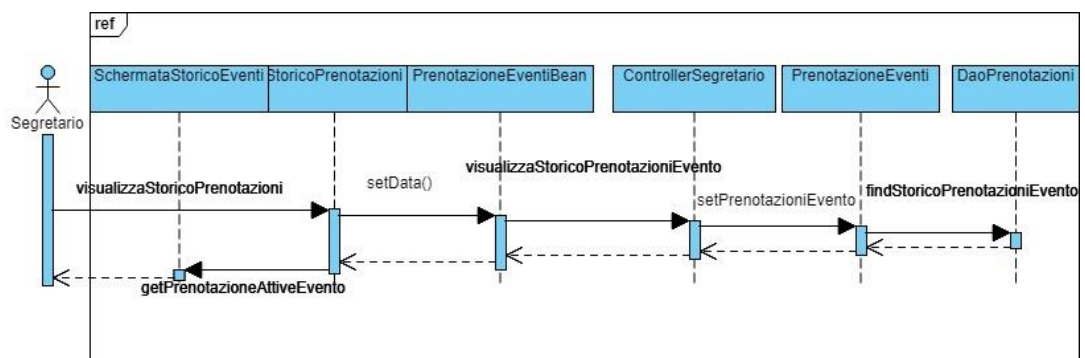 ref
SchermataStoricoEventi
StoricoPrenotazioni
PrenotazioneEventiBean
ControllerSegretario
PrenotazioneEventi
DaoPrenotazioni
Segretario
visualizzaStoricoPrenotazioni
setData()
visualizzaStoricoPrenotazioniEvento
setPrenotazioniEvento
findStoricoPrenotazioniEvento
getPrenotazioneAttiveEvento